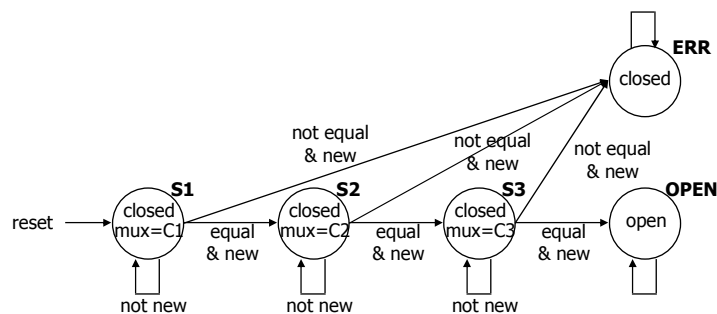 ERR
closed
not equal
& new
not equal
& new
not equal
& new
S1
S2
S3
OPEN
reset
closed
mux=C1
equal
& new
closed
mux=C2
equal
& new
closed
mux=C3
equal
& new
open
not new
not new
not new